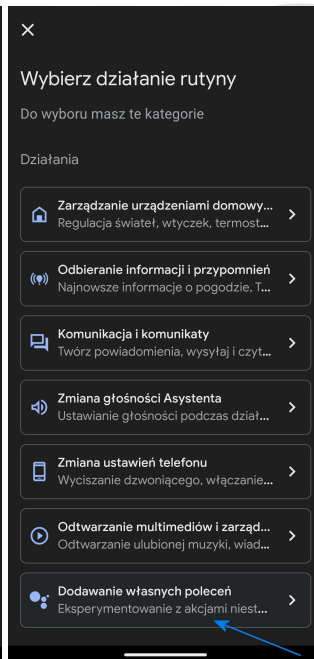 Wybierz działanie rutyny
Do wyboru masz te kategorie
Działania
Zarządzanie urządzeniami domowy...
Regulacja świateł, wtyczek, termost...
Odbieranie informacji i przypomnień
Najnowsze informacje o pogodzie, T...
Komunikacja i komunikaty
Twórz powiadomienia, wysyłaj i czyt...
Zmiana głośności Asystenta
Ustawianie głośności podczas dział...
Zmiana ustawień telefonu
Wyciszanie dzwoniącego, włączanie...
Odtwarzanie multimediów i zarząd...
Odtwarzanie ulubionej muzyki, wiad...
Dodawanie własnych poleceń
Eksperymentowanie z akcjami niest...